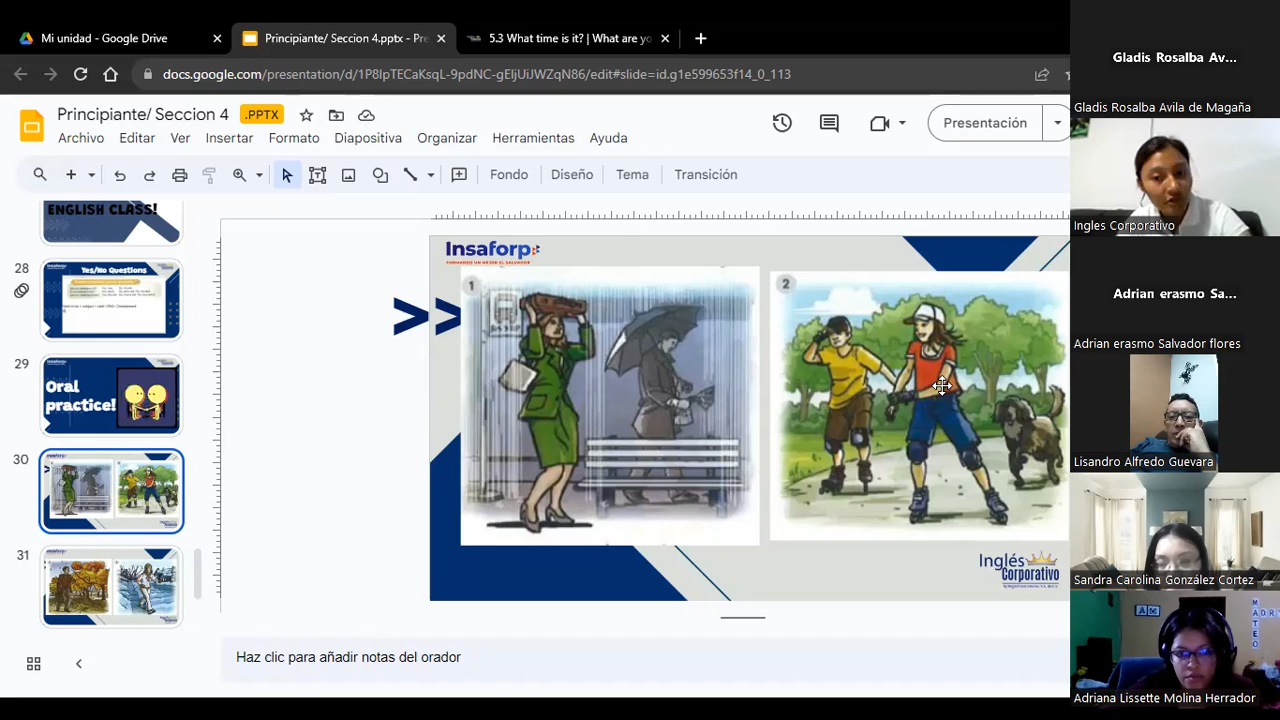 Mi unidad - Google Drive
Principiante/ Seccion 4.pptx - Pre
5.3 What time is it? | What are yo
docs.google.com/presentation/d/1P8IpTECaKsqL-9pdNC-gEljUiJWZqN86/edit#slide=id.g1e599653f14_0_113
Principiante/ Seccion 4
.PPTX
Archivo
Editar
Ver
Insertar
Formato
Diapositiva
Organizar
Herramientas
Ayuda
Presentación
Fondo
Diseño
Tema
Transición
ENGLISH CLASS!
28
Yes/No Questions
29
Oral
practice!
30
31
Insaforp
1
2
Inglés
Corporativo
Haz clic para añadir notas del orador
Gladis Rosalba Av...
Gladis Rosalba Avila de Magaña
Ingles Corporativo
Adrian erasmo Sa...
Adrian erasmo Salvador flores
Lisandro Alfredo Guevara
Sandra Carolina González Cortez
Adriana Lissette Molina Herrador